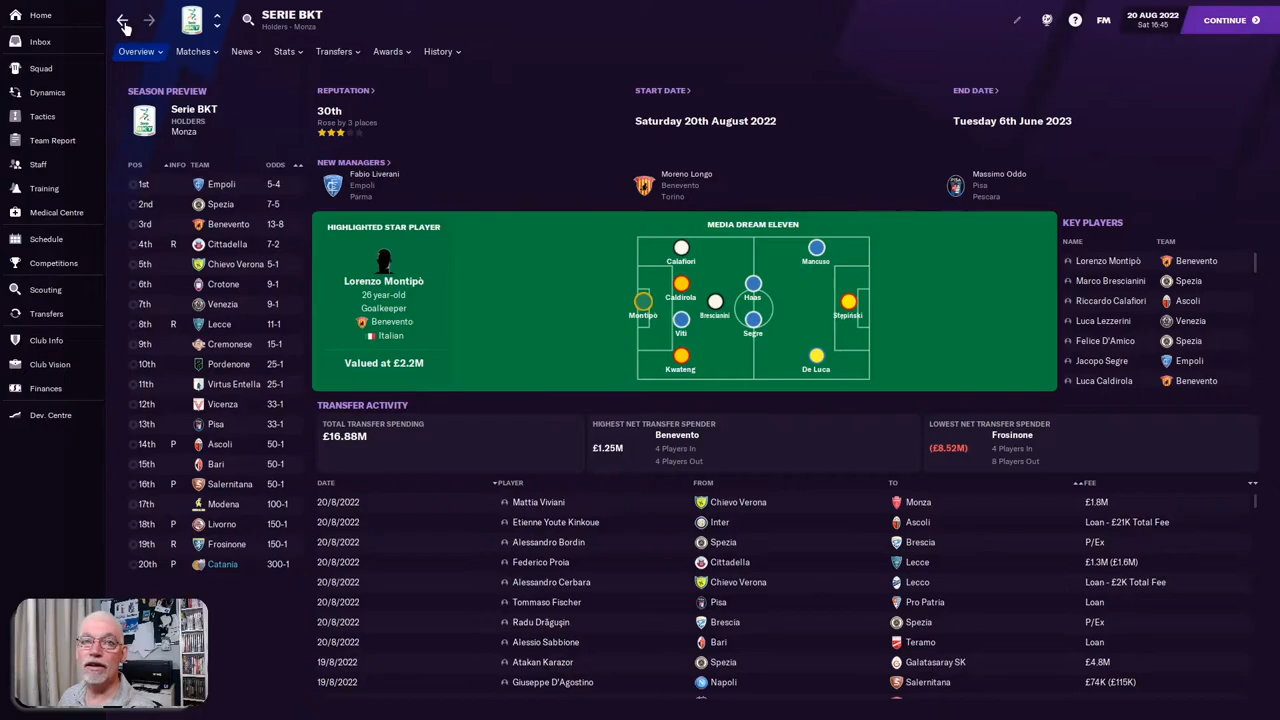 Home
Inbox
Squad
Dynamics
Tactics
Team Report
Staff
Training
Medical Centre
Schedule
Competitions
Scouting
Transfers
Club Info
Club Vision
Finances
Dev. Centre
SERIE BKT
Holders - Monza
FM
20 AUG 2022
Sat 16:45
CONTINUE
Overview
Matches
News
Stats
Transfers
Awards
History
SEASON PREVIEW
Serie BKT
HOLDERS
Monza
POS INFO TEAM ODDS
1st Empoli 5-4
2nd Spezia 7-5
3rd Benevento 13-8
4th R Cittadella 7-2
5th Chievo Verona 5-1
6th Crotone 9-1
7th Venezia 9-1
8th R Lecce 11-1
9th Cremonese 15-1
10th Pordenone 25-1
11th Virtus Entella 25-1
12th Vicenza 33-1
13th Pisa 33-1
14th P Ascoli 50-1
15th Bari 50-1
16th P Salernitana 50-1
17th Modena 100-1
18th P Livorno 150-1
19th R Frosinone 150-1
20th P Catania 300-1
REPUTATION
30th
Rose by 3 places
START DATE
Saturday 20th August 2022
END DATE
Tuesday 6th June 2023
NEW MANAGERS
Fabio Liverani
Empoli
Parma
Moreno Longo
Benevento
Torino
Massimo Oddo
Pisa
Pescara
HIGHLIGHTED STAR PLAYER
Lorenzo Montipò
26 year-old
Goalkeeper
Benevento
Italian
Valued at £2.2M
MEDIA DREAM ELEVEN
Calafiori
Mancuso
Caldirola
Haas
Montipò
Brescianini
Stępiński
Viti
Segre
Kwateng
De Luca
KEY PLAYERS
NAME TEAM
Lorenzo Montipò Benevento
Marco Brescianini Spezia
Riccardo Calafiori Ascoli
Luca Lezzerini Venezia
Felice D'Amico Spezia
Jacopo Segre Empoli
Luca Caldirola Benevento
TRANSFER ACTIVITY
TOTAL TRANSFER SPENDING
£16.88M
HIGHEST NET TRANSFER SPENDER
£1.25M
Benevento
4 Players In
4 Players Out
LOWEST NET TRANSFER SPENDER
(£8.52M)
Frosinone
4 Players In
8 Players Out
DATE PLAYER FROM TO FEE
20/8/2022 Mattia Viviani Chievo Verona Monza £1.8M
20/8/2022 Etienne Youte Kinkoue Inter Ascoli Loan - £21K Total Fee
20/8/2022 Alessandro Bordin Spezia Brescia P/Ex
20/8/2022 Federico Proia Cittadella Lecce £1.3M (£1.6M)
20/8/2022 Alessandro Cerbara Chievo Verona Lecco Loan - £2K Total Fee
20/8/2022 Tommaso Fischer Pisa Pro Patria Loan
20/8/2022 Radu Drăgușin Brescia Spezia P/Ex
20/8/2022 Alessio Sabbione Bari Teramo Loan
19/8/2022 Atakan Karazor Spezia Galatasaray SK £4.8M
19/8/2022 Giuseppe D'Agostino Napoli Salernitana £74K (£115K)